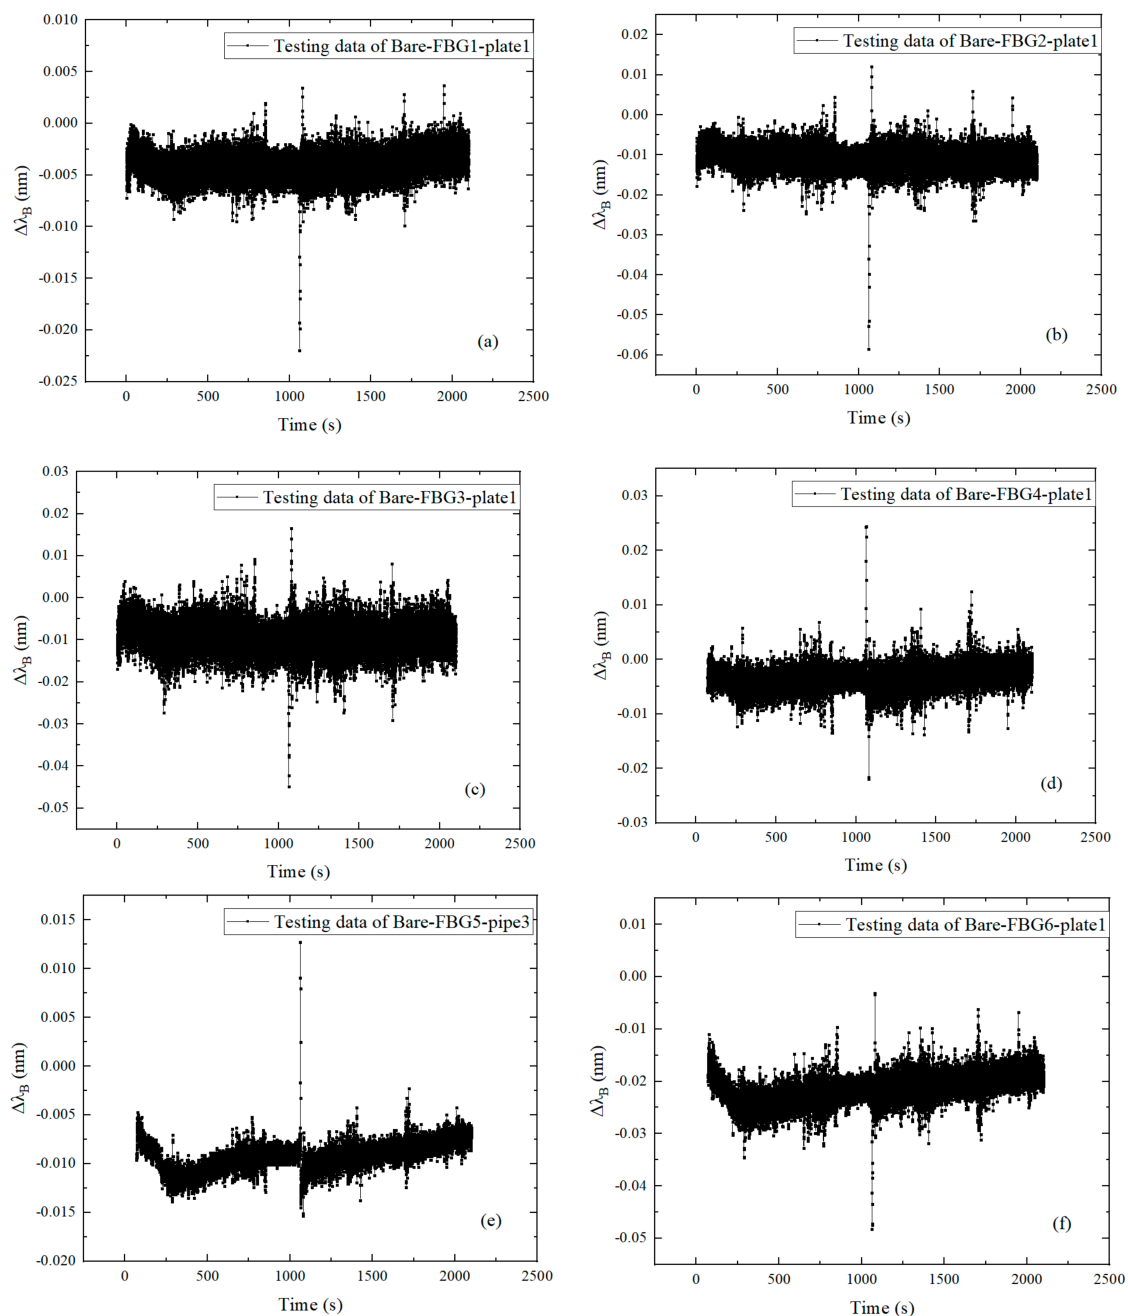 0.010
0.005
0.000
-0.005
-0.010
-0.015
-0.020
-0.025
ΔλB (nm)
Testing data of Bare-FBG1-plate1
(a)
0 500 1000 1500 2000 2500
Time (s)
0.02
0.01
0.00
-0.01
-0.02
-0.03
-0.04
-0.05
-0.06
ΔλB (nm)
Testing data of Bare-FBG2-plate1
(b)
0 500 1000 1500 2000 2500
Time (s)
0.03
0.02
0.01
0.00
-0.01
-0.02
-0.03
-0.04
-0.05
ΔλB (nm)
Testing data of Bare-FBG3-plate1
(c)
0 500 1000 1500 2000 2500
Time (s)
0.03
0.02
0.01
0.00
-0.01
-0.02
-0.03
ΔλB (nm)
Testing data of Bare-FBG4-plate1
(d)
0 500 1000 1500 2000 2500
Time (s)
0.015
0.010
0.005
0.000
-0.005
-0.010
-0.015
-0.020
ΔλB (nm)
Testing data of Bare-FBG5-pipe3
(e)
0 500 1000 1500 2000 2500
Time (s)
0.01
0.00
-0.01
-0.02
-0.03
-0.04
-0.05
ΔλB (nm)
Testing data of Bare-FBG6-plate1
(f)
0 500 1000 1500 2000 2500
Time (s)